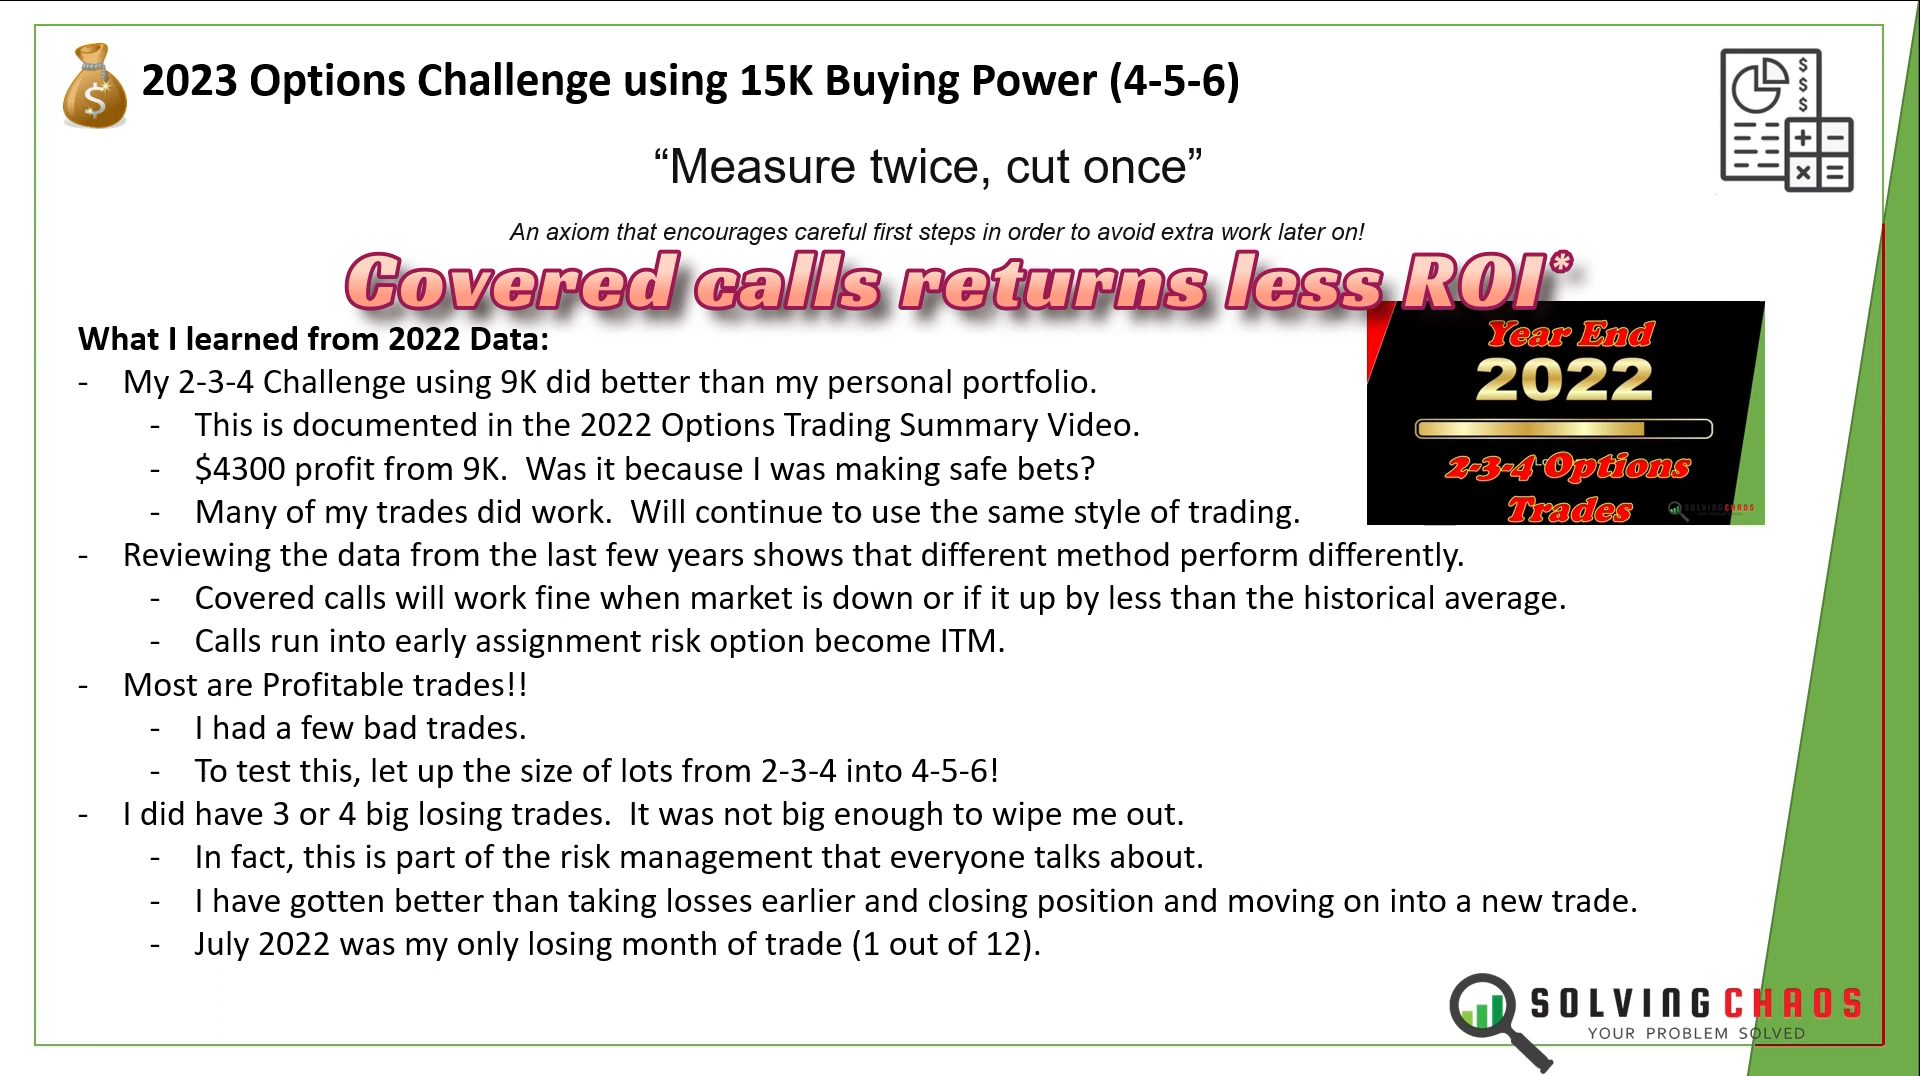 2023 Options Challenge using 15K Buying Power (4-5-6)
“Measure twice, cut once”
An axiom that encourages careful first steps in order to avoid extra work later on!
Covered calls returns less ROI*
What I learned from 2022 Data:
- My 2-3-4 Challenge using 9K did better than my personal portfolio.
- This is documented in the 2022 Options Trading Summary Video.
- $4300 profit from 9K.  Was it because I was making safe bets?
- Many of my trades did work.  Will continue to use the same style of trading.
Year End
2022
2-3-4 Options
Trades
SOLVINGCHAOS
- Reviewing the data from the last few years shows that different method perform differently.
- Covered calls will work fine when market is down or if it up by less than the historical average.
- Calls run into early assignment risk option become ITM.
- Most are Profitable trades!!
- I had a few bad trades.
- To test this, let up the size of lots from 2-3-4 into 4-5-6!
- I did have 3 or 4 big losing trades.  It was not big enough to wipe me out.
- In fact, this is part of the risk management that everyone talks about.
- I have gotten better than taking losses earlier and closing position and moving on into a new trade.
- July 2022 was my only losing month of trade (1 out of 12).
SOLVINGCHAOS
YOUR PROBLEM SOLVED